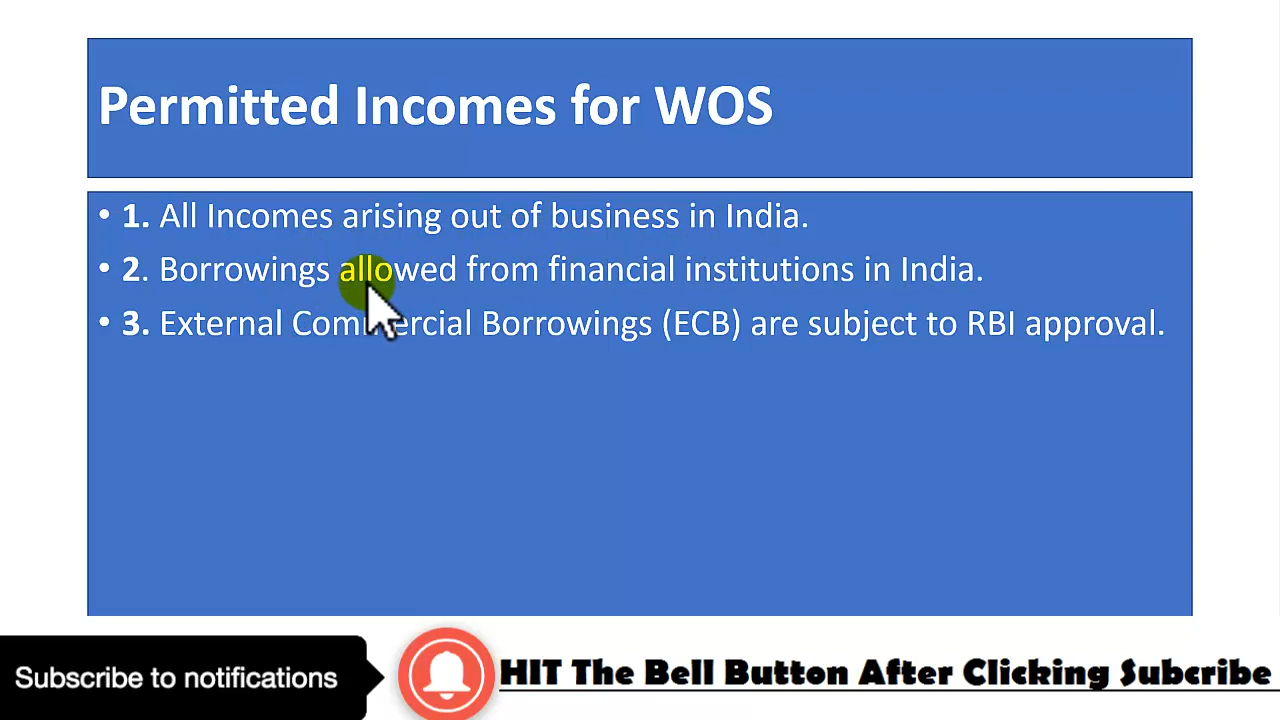 Permitted Incomes for WOS
• 1. All Incomes arising out of business in India.
• 2. Borrowings allowed from financial institutions in India.
• 3. External Commercial Borrowings (ECB) are subject to RBI approval.
Subscribe to notifications
HIT The Bell Button After Clicking Subcribe